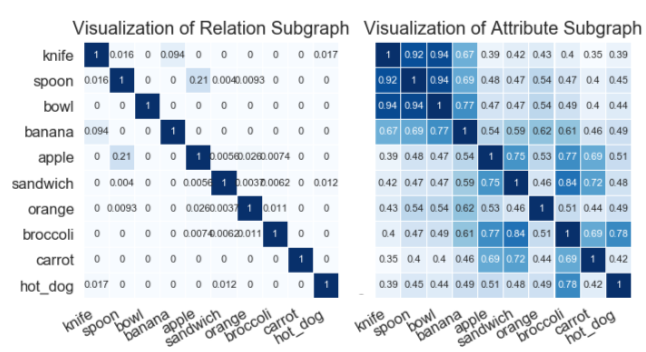 Visualization of Relation Subgraph Visualization of Attribute Subgraph
knife 1 0.016 0 0.094 0 0 0 0 0 0.017 1 0.92 0.94 0.67 0.39 0.42 0.43 0.4 0.35 0.39
spoon 0.016 1 0 0 0.21 0.004 0.0093 0 0 0 0.92 1 0.94 0.69 0.48 0.47 0.54 0.47 0.4 0.45
bowl 0 0 1 0 0 0 0 0 0 0 0.94 0.94 1 0.77 0.47 0.47 0.54 0.49 0.4 0.44
banana 0.094 0 0 1 0 0 0 0 0 0 0.67 0.69 0.77 1 0.54 0.59 0.62 0.61 0.46 0.49
apple 0 0.21 0 0 1 0.0056 0.026 0.0074 0 0 0.39 0.48 0.47 0.54 1 0.75 0.53 0.77 0.69 0.51
sandwich 0 0.004 0 0 0.0056 1 0.0037 0.0062 0 0.012 0.42 0.47 0.47 0.59 0.75 1 0.46 0.84 0.72 0.48
orange 0 0.0093 0 0 0.026 0.0037 1 0.011 0 0 0.43 0.54 0.54 0.62 0.53 0.46 1 0.51 0.44 0.49
broccoli 0 0 0 0 0.0074 0.0062 0.011 1 0 0 0.4 0.47 0.49 0.61 0.77 0.84 0.51 1 0.69 0.78
carrot 0 0 0 0 0 0 0 0 1 0 0.35 0.4 0.4 0.46 0.69 0.72 0.44 0.69 1 0.42
hot_dog 0.017 0 0 0 0 0.012 0 0 0 1 0.39 0.45 0.44 0.49 0.51 0.48 0.49 0.78 0.42 1
knife spoon bowl banana apple sandwich orange broccoli carrot hot_dog knife spoon bowl banana apple sandwich orange broccoli carrot hot_dog